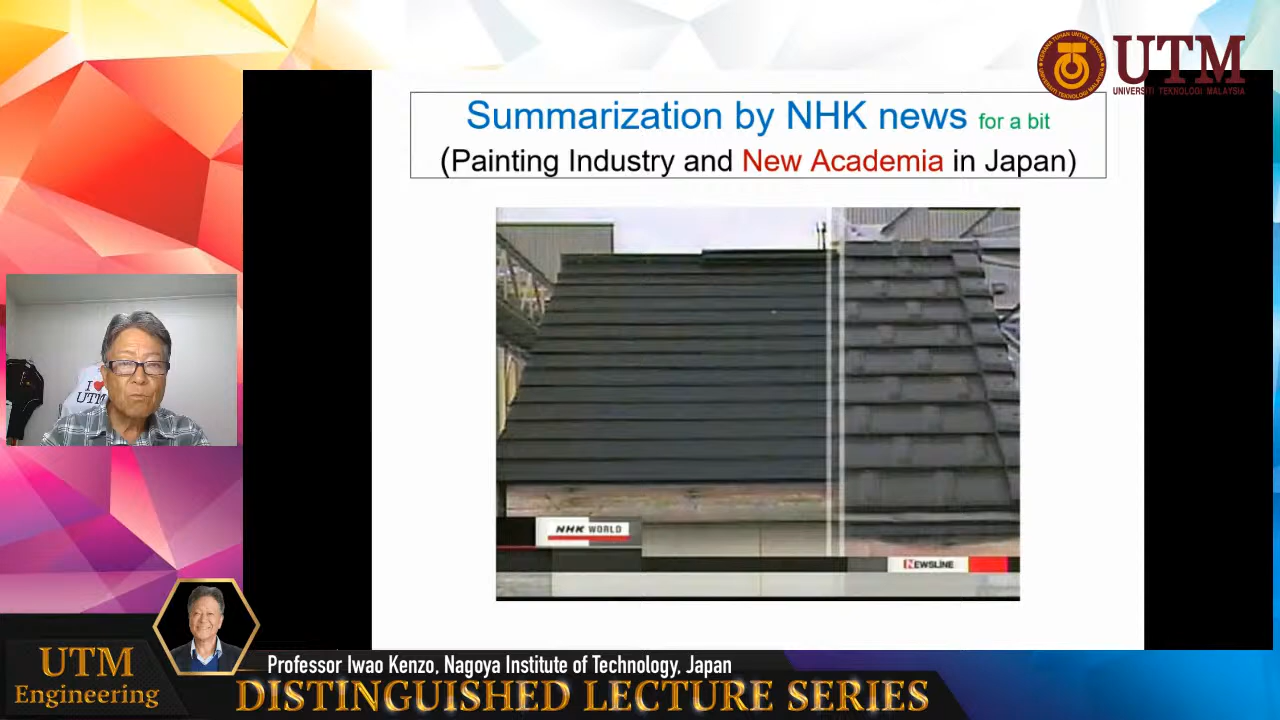 UTM
UNIVERSITI TEKNOLOGI MALAYSIA
Summarization by NHK news for a bit
(Painting Industry and New Academia in Japan)
I
UTM
NHK WORLD
NEWSLINE
Professor Iwao Kenzo, Nagoya Institute of Technology, Japan
UTM
Engineering
DISTINGUISHED LECTURE SERIES